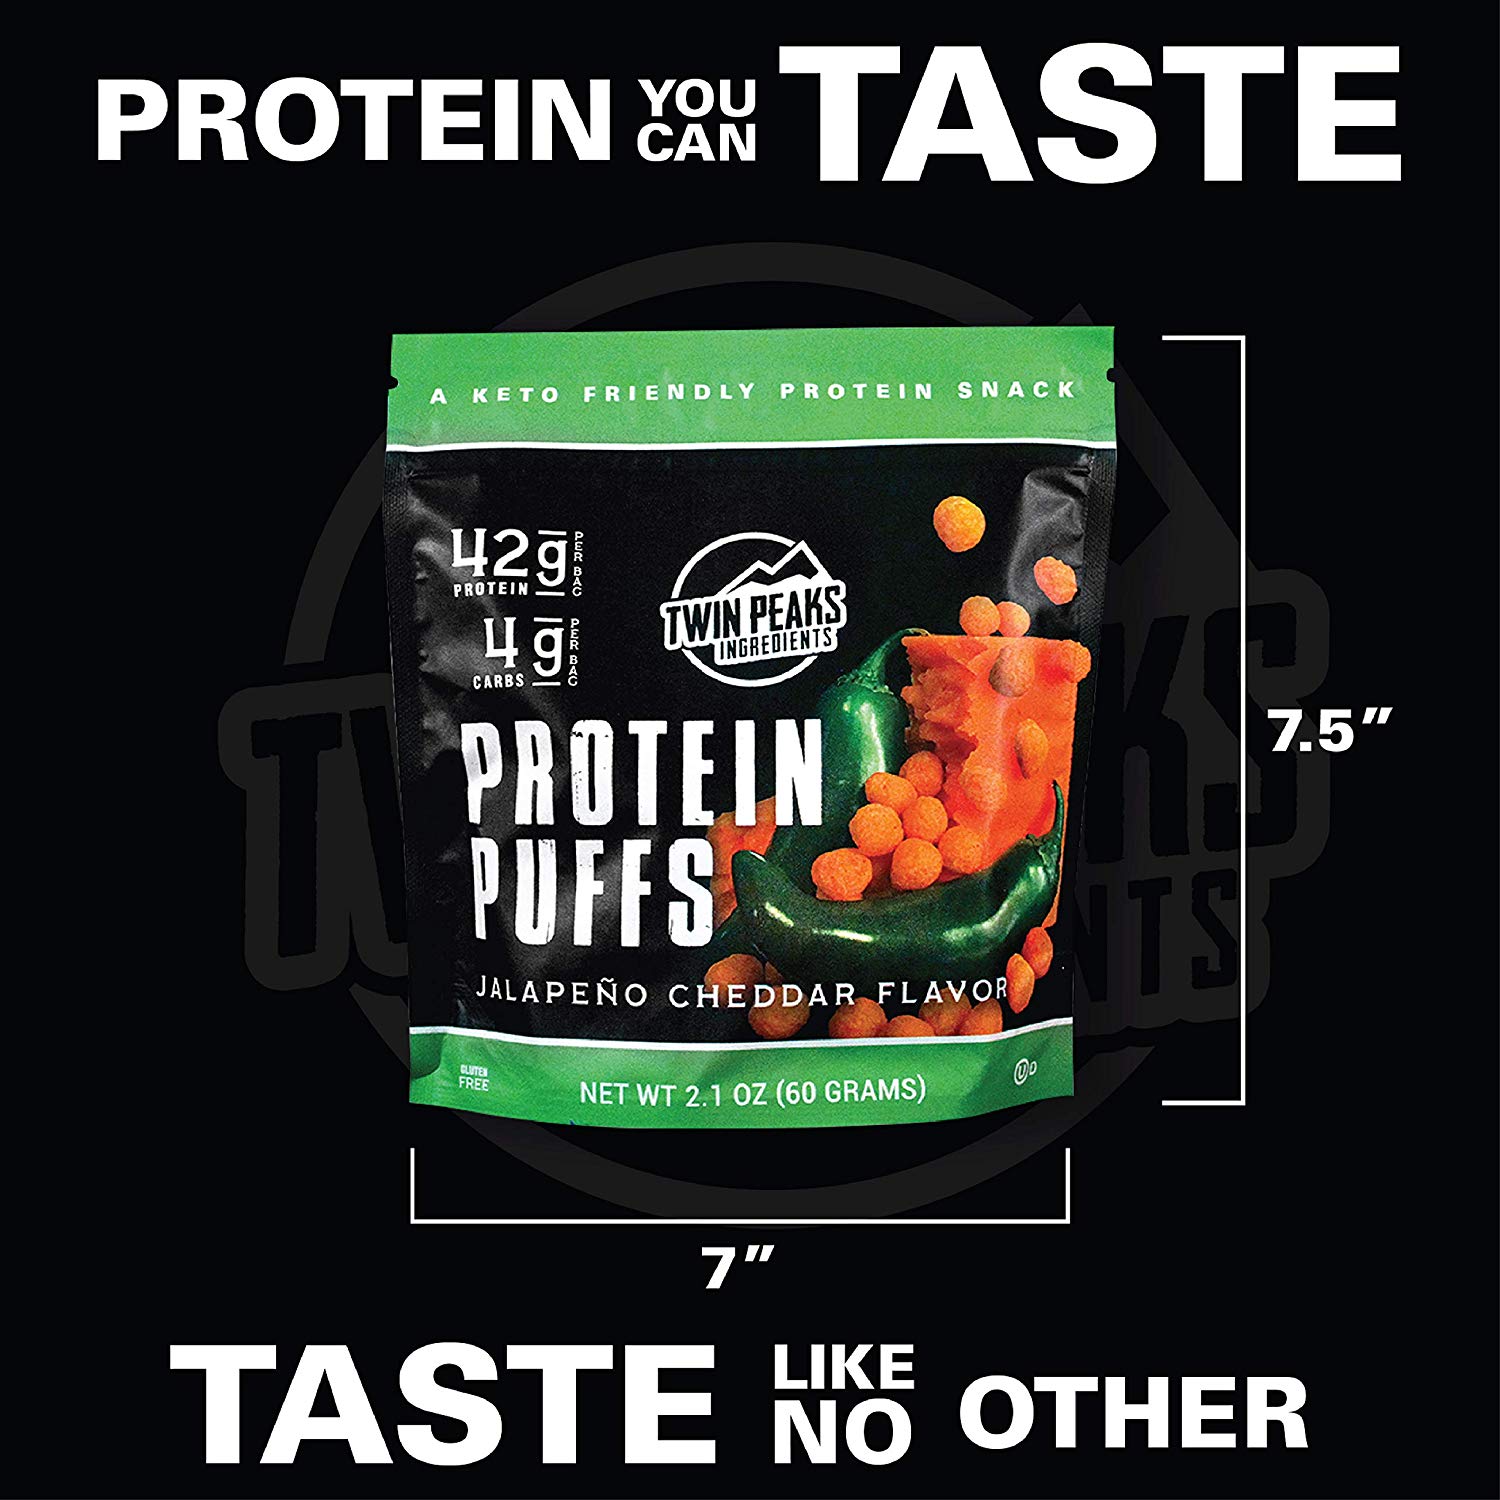 PROTEIN YOU CAN TASTE
A KETO FRIENDLY PROTEIN SNACK
42g PER BAG
PROTEIN
4g PER BAG
CARBS
TWIN PEAKS
INGREDIENTS
PROTEIN
PUFFS
JALAPEÑO CHEDDAR FLAVOR
GLUTEN
FREE
NET WT 2.1 OZ (60 GRAMS)
U D
7.5”
7”
TASTE LIKE NO OTHER